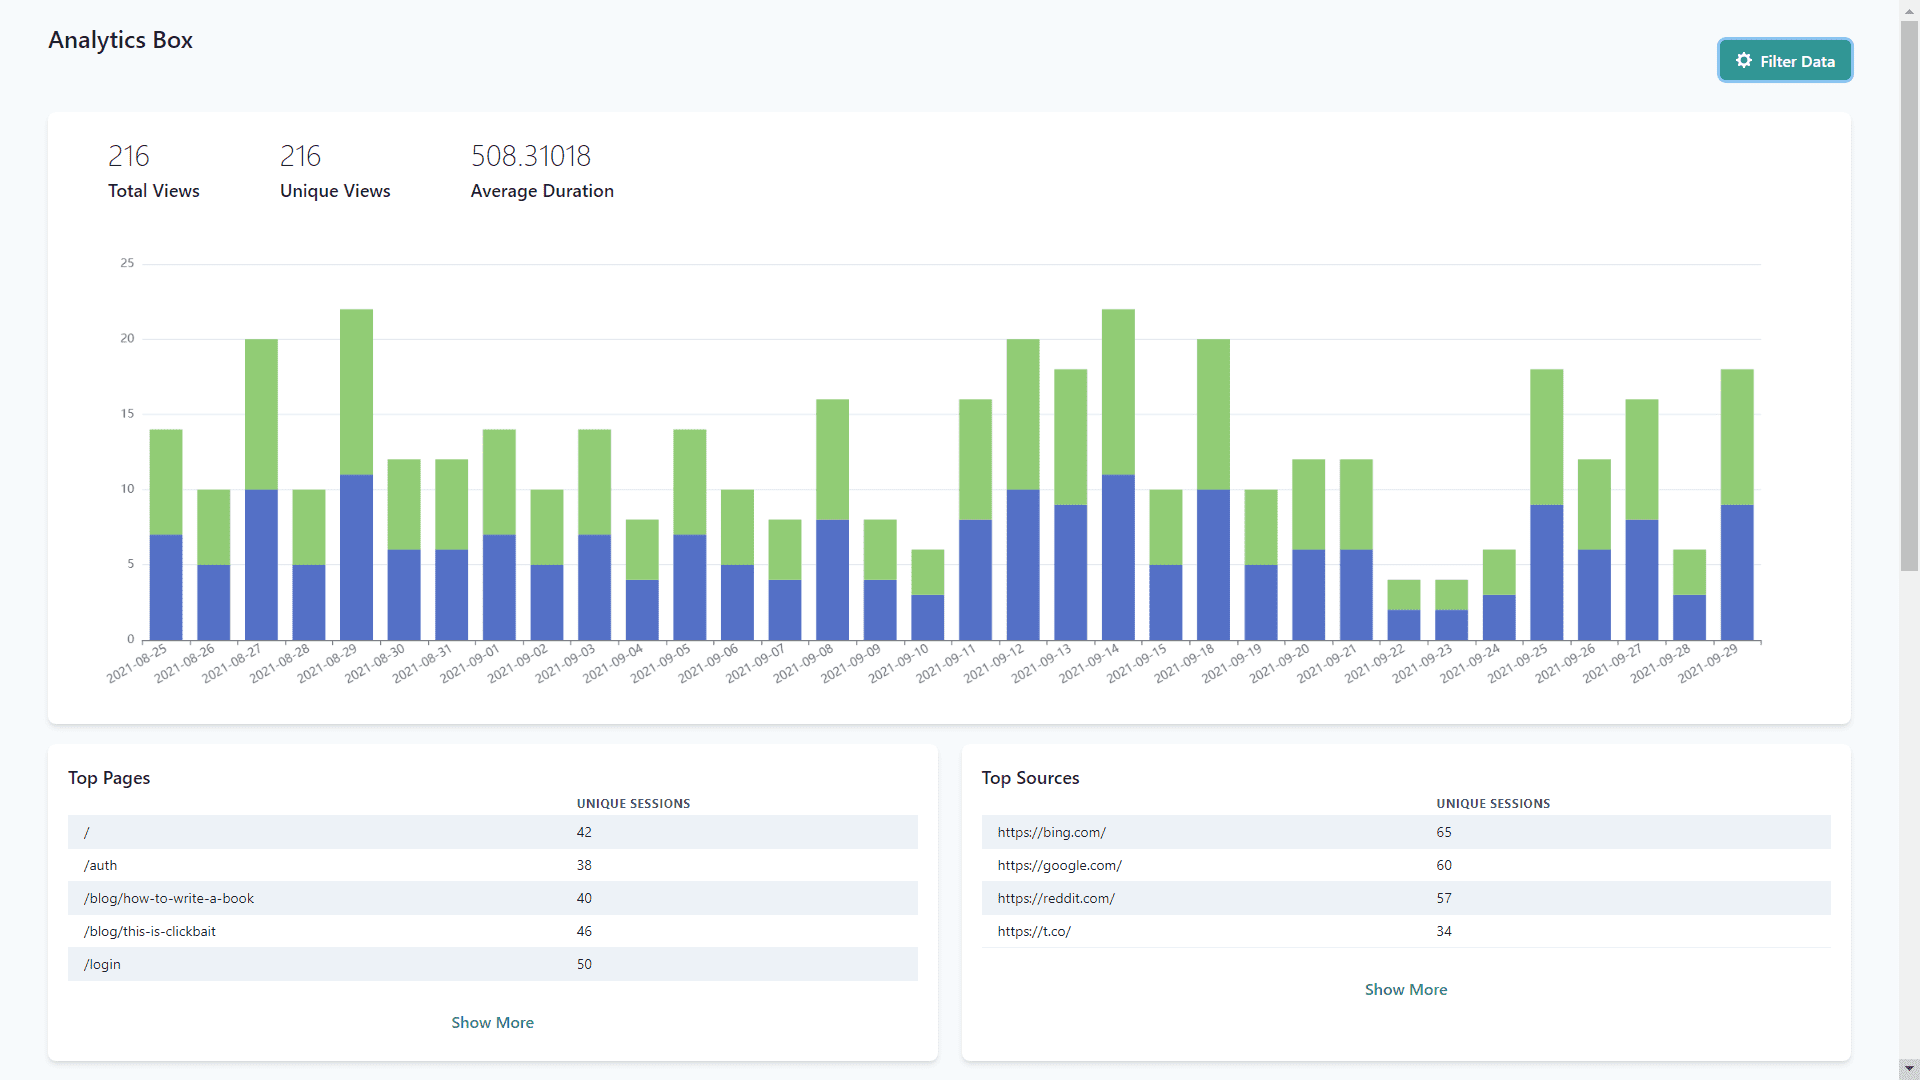 Analytics Box
Filter Data
216 216 508.31018
Total Views Unique Views Average Duration
25
20
15
10
5
0
2021-08-25 2021-08-26 2021-08-27 2021-08-28 2021-08-29 2021-08-30 2021-08-31 2021-09-01 2021-09-02 2021-09-03 2021-09-04 2021-09-05 2021-09-06 2021-09-07 2021-09-08 2021-09-09 2021-09-10 2021-09-11 2021-09-12 2021-09-13 2021-09-14 2021-09-15 2021-09-18 2021-09-19 2021-09-20 2021-09-21 2021-09-22 2021-09-23 2021-09-24 2021-09-25 2021-09-26 2021-09-27 2021-09-28 2021-09-29
Top Pages
UNIQUE SESSIONS
/ 42
/auth 38
/blog/how-to-write-a-book 40
/blog/this-is-clickbait 46
/login 50
Show More
Top Sources
UNIQUE SESSIONS
https://bing.com/ 65
https://google.com/ 60
https://reddit.com/ 57
https://t.co/ 34
Show More